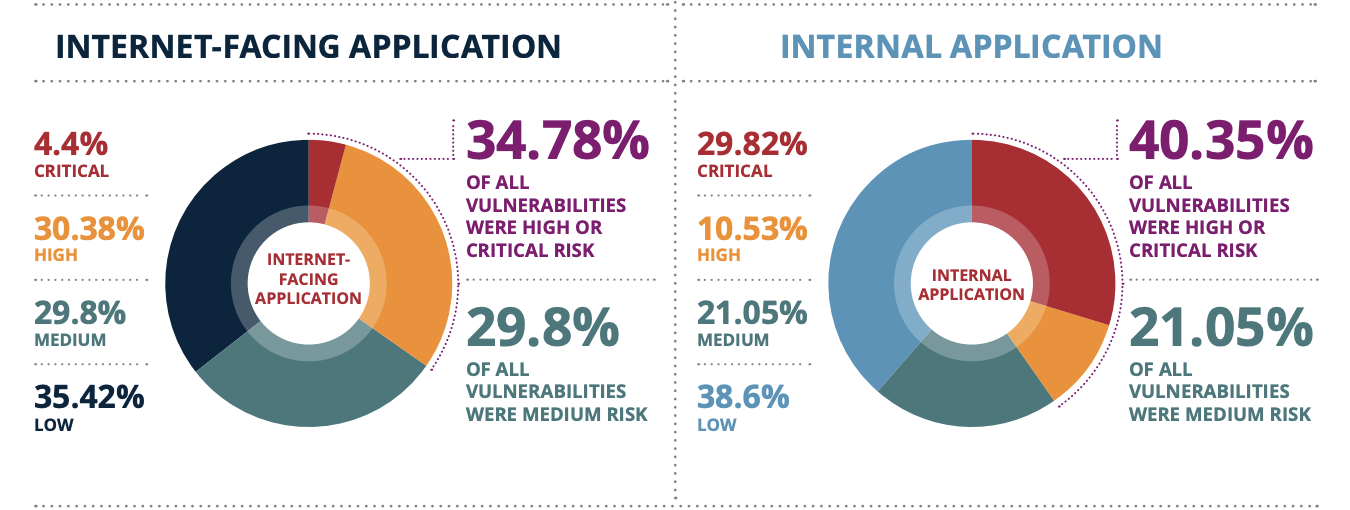 INTERNET-FACING APPLICATION
4.4%
CRITICAL
30.38%
HIGH
29.8%
MEDIUM
35.42%
LOW
INTERNET-
FACING
APPLICATION
34.78%
OF ALL
VULNERABILITIES
WERE HIGH OR
CRITICAL RISK
29.8%
OF ALL
VULNERABILITIES
WERE MEDIUM RISK
INTERNAL APPLICATION
29.82%
CRITICAL
10.53%
HIGH
21.05%
MEDIUM
38.6%
LOW
INTERNAL
APPLICATION
40.35%
OF ALL
VULNERABILITIES
WERE HIGH OR
CRITICAL RISK
21.05%
OF ALL
VULNERABILITIES
WERE MEDIUM RISK